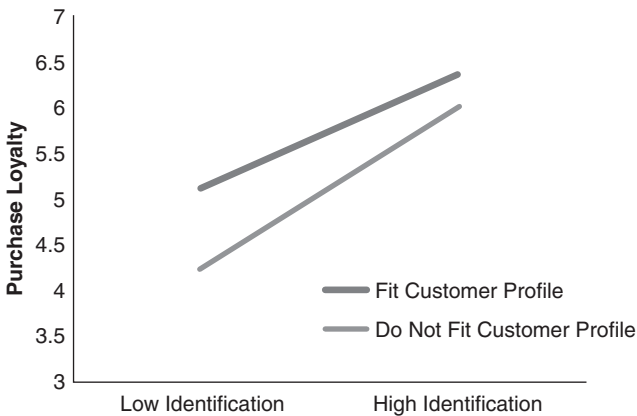 7
6.5
6
5.5
5
4.5
4
3.5
3
Purchase Loyalty
Fit Customer Profile
Do Not Fit Customer Profile
Low Identification
High Identification